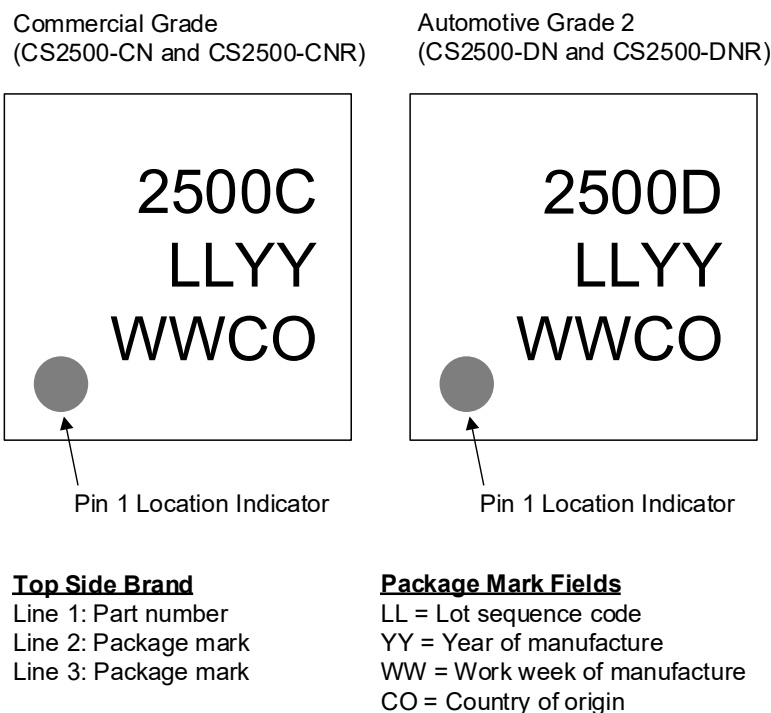 Commercial Grade
(CS2500-CN and CS2500-CNR)
Automotive Grade 2
(CS2500-DN and CS2500-DNR)
2500C
LLYY
WWCO
2500D
LLYY
WWCO
Pin 1 Location Indicator
Pin 1 Location Indicator
Top Side Brand
Line 1: Part number
Line 2: Package mark
Line 3: Package mark
Package Mark Fields
LL = Lot sequence code
YY = Year of manufacture
WW = Work week of manufacture
CO = Country of origin